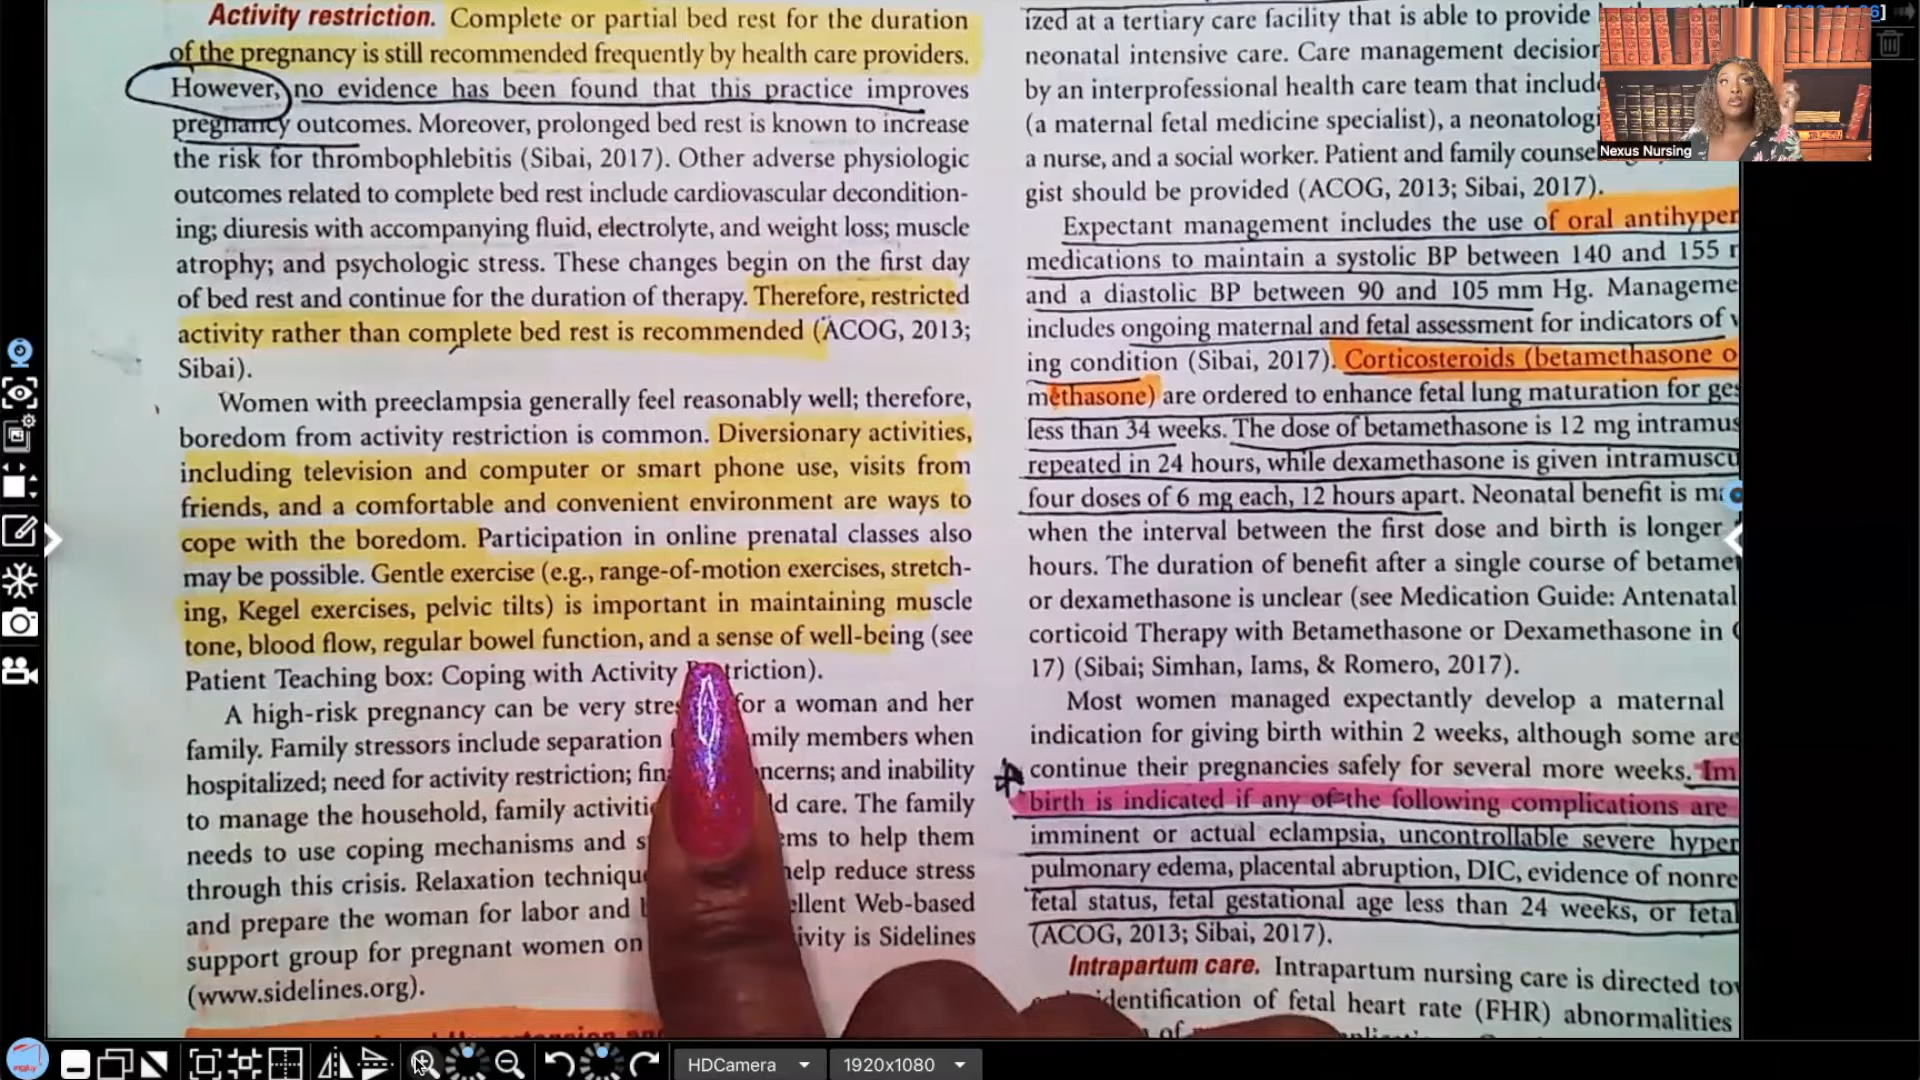 Activity restriction. Complete or partial bed rest for the duration
of the pregnancy is still recommended frequently by health care providers.
However, no evidence has been found that this practice improves
pregnancy outcomes. Moreover, prolonged bed rest is known to increase
the risk for thrombophlebitis (Sibai, 2017). Other adverse physiologic
outcomes related to complete bed rest include cardiovascular decondition-
ing; diuresis with accompanying fluid, electrolyte, and weight loss; muscle
atrophy; and psychologic stress. These changes begin on the first day
of bed rest and continue for the duration of therapy. Therefore, restricted
activity rather than complete bed rest is recommended (ACOG, 2013;
Sibai).
Women with preeclampsia generally feel reasonably well; therefore,
boredom from activity restriction is common. Diversionary activities,
including television and computer or smart phone use, visits from
friends, and a comfortable and convenient environment are ways to
cope with the boredom. Participation in online prenatal classes also
may be possible. Gentle exercise (e.g., range-of-motion exercises, stretch-
ing, Kegel exercises, pelvic tilts) is important in maintaining muscle
tone, blood flow, regular bowel function, and a sense of well-being (see
Patient Teaching box: Coping with Activity Restriction).
A high-risk pregnancy can be very for a woman and her
family. Family stressors include separation members when
hospitalized; need for activity restriction; and inability
to manage the household, family care. The family
needs to use coping mechanisms and to help them
through this crisis. Relaxation help reduce stress
and prepare the woman for labor and Web-based
support group for pregnant women on is Sidelines
(www.sidelines.org).
ized at a tertiary care facility that is able to provide
neonatal intensive care. Care management
by an interprofessional health care team that
(a maternal fetal medicine specialist), a
a nurse, and a social worker. Patient and family
gist should be provided (ACOG, 2013; Sibai, 2017).
Expectant management includes the use of oral
medications to maintain a systolic BP between 140 and 155
and a diastolic BP between 90 and 105 mm Hg.
includes ongoing maternal and fetal assessment for indicators of
ing condition (Sibai, 2017). Corticosteroids (betamethasone
methasone) are ordered to enhance fetal lung maturation for
less than 34 weeks. The dose of betamethasone is 12 mg
repeated in 24 hours, while dexamethasone is given
four doses of 6 mg each, 12 hours apart. Neonatal benefit is
when the interval between the first dose and birth is longer
hours. The duration of benefit after a single course of
or dexamethasone is unclear (see Medication Guide: Antenatal
corticoid Therapy with Betamethasone or Dexamethasone in
17) (Sibai; Simhan, Iams, & Romero, 2017).
Most women managed expectantly develop a maternal
indication for giving birth within 2 weeks, although some are
continue their pregnancies safely for several more weeks. Im
birth is indicated if any of the following complications are
imminent or actual eclampsia, uncontrollable severe
pulmonary edema, placental abruption, DIC, evidence of
fetal status, fetal gestational age less than 24 weeks, or fetal
(ACOG, 2013; Sibai, 2017).
Intrapartum care. Intrapartum nursing care is directed
identification of fetal heart rate (FHR) abnormalities
Nexus Nursing
HDCamera
1920x1080